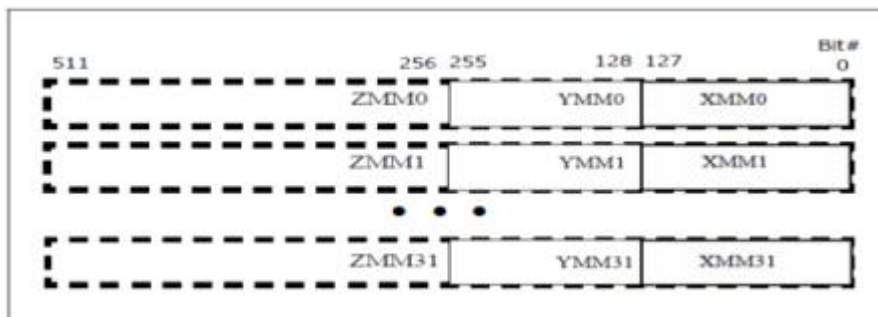 Bit#
511 256 255 128 127 0
ZMM0 YMM0 XMM0
ZMM1 YMM1 XMM1
ZMM31 YMM31 XMM31